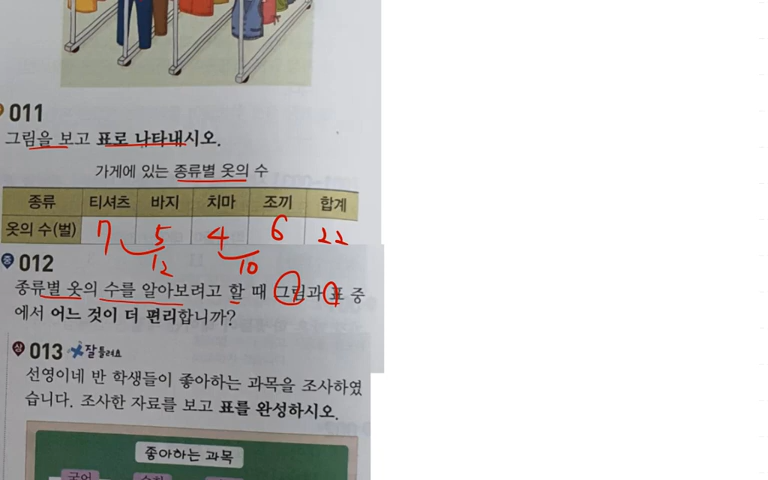 011
그림을 보고 표로 나타내시오.
가게에 있는 종류별 옷의 수
종류 티셔츠 바지 치마 조끼 합계
옷의 수(벌) 7 5 4 6 22
12 10
중 012
종류별 옷의 수를 알아보려고 할 때 그림과 표 중
에서 어느 것이 더 편리합니까?
상 013 잘 틀려요
선영이네 반 학생들이 좋아하는 과목을 조사하였
습니다. 조사한 자료를 보고 표를 완성하시오.
좋아하는 과목
국어